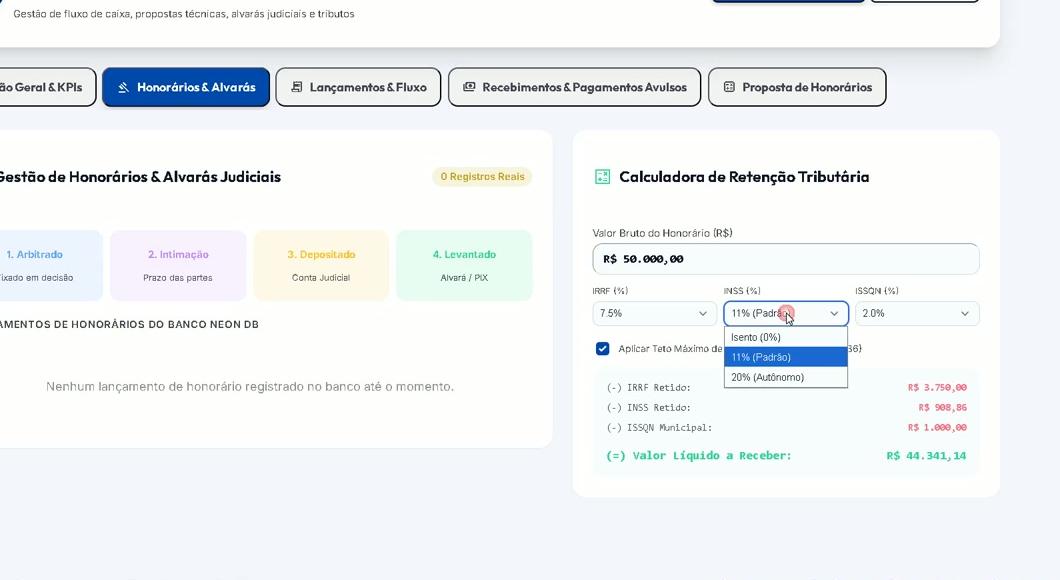 Gestão de fluxo de caixa, propostas técnicas, alvarás judiciais e tributos
ão Geral & KPIs
Honorários & Alvarás
Lançamentos & Fluxo
Recebimentos & Pagamentos Avulsos
Proposta de Honorários
Gestão de Honorários & Alvarás Judiciais
0 Registros Reais
1. Arbitrado
ixado em decisão
2. Intimação
Prazo das partes
3. Depositado
Conta Judicial
4. Levantado
Alvará / PIX
AMENTOS DE HONORÁRIOS DO BANCO NEON DB
Nenhum lançamento de honorário registrado no banco até o momento.
Calculadora de Retenção Tributária
Valor Bruto do Honorário (R$)
R$ 50.000,00
IRRF (%)
INSS (%)
ISSQN (%)
7.5%
11% (Padrão)
2.0%
Isento (0%)
11% (Padrão)
20% (Autônomo)
Aplicar Teto Máximo de
(-) IRRF Retido: R$ 3.750,00
(-) INSS Retido: R$ 908,86
(-) ISSQN Municipal: R$ 1.000,00
(=) Valor Líquido a Receber: R$ 44.341,14